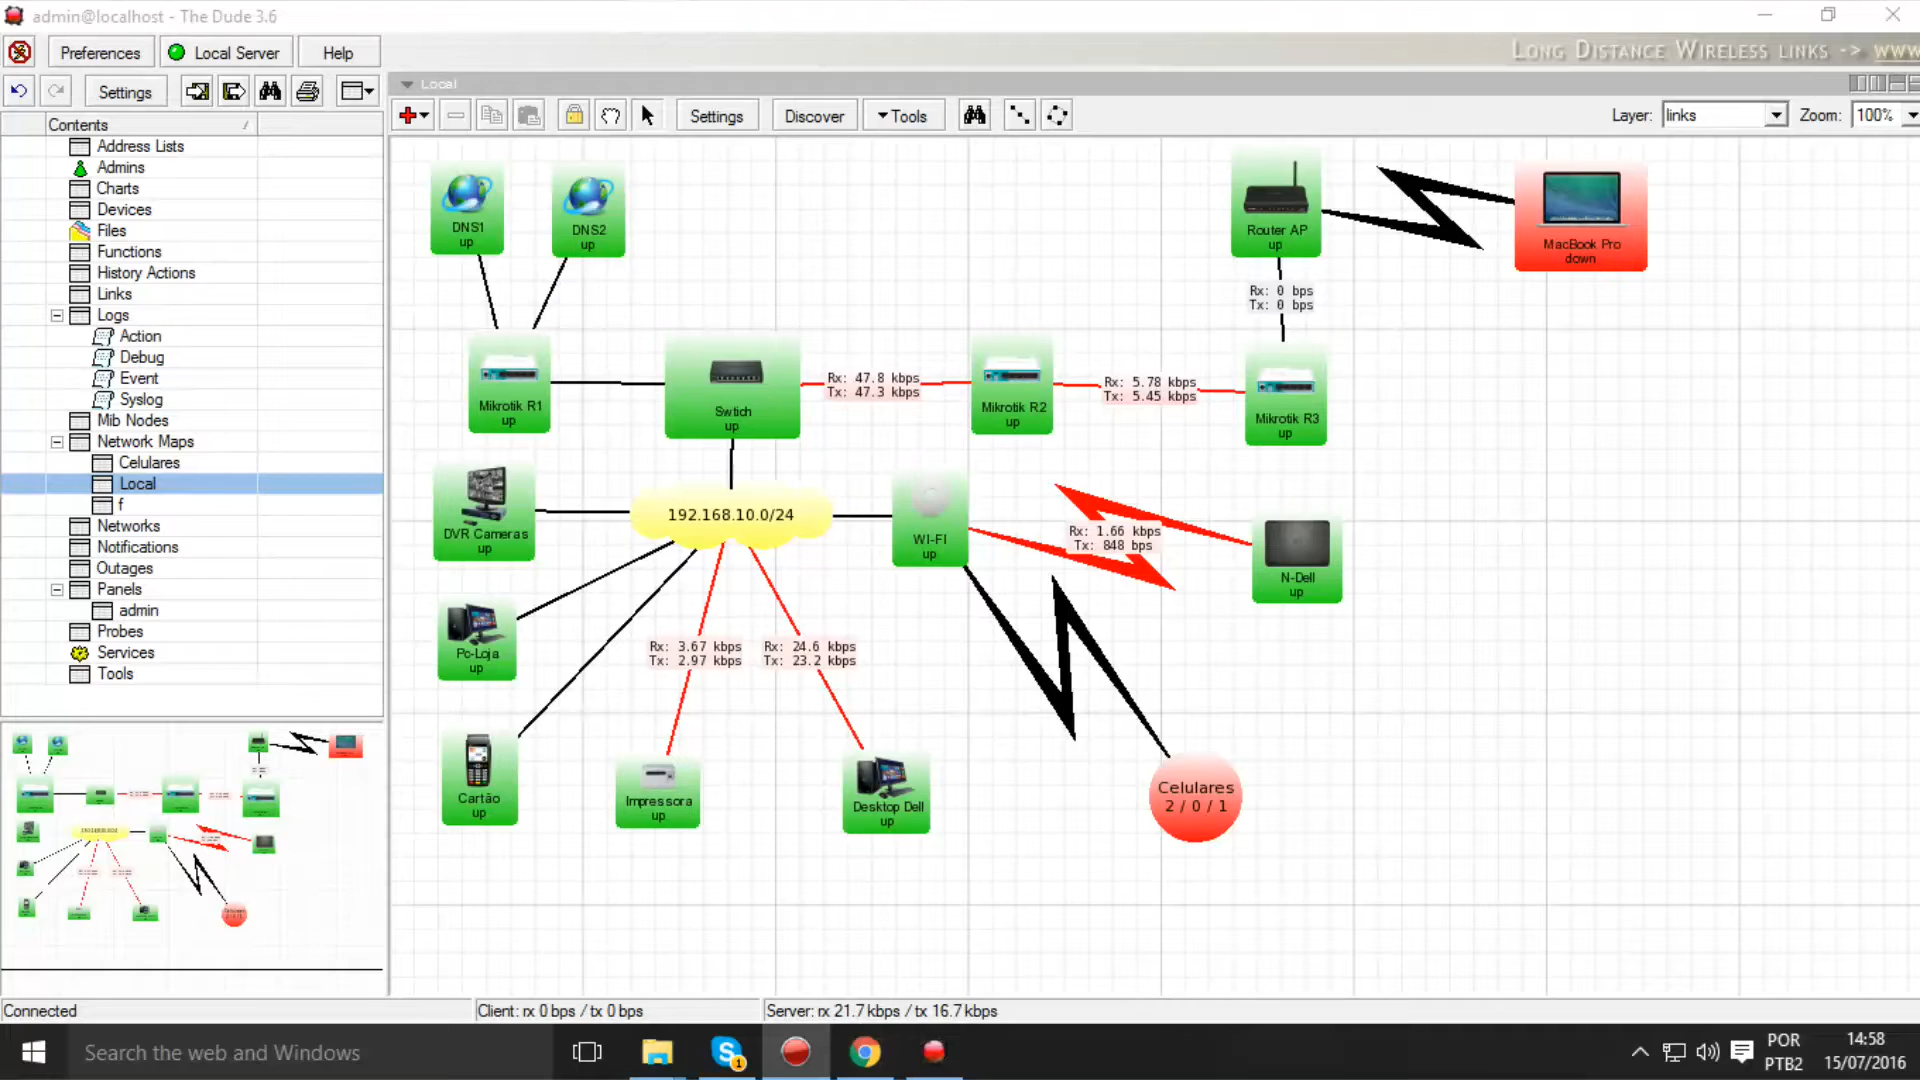 admin@localhost - The Dude 3.6
Preferences
Local Server
Help
Long Distance Wireless links -> www
Settings
Local
Settings
Discover
Tools
Layer:
links
Zoom:
100%
Contents
Address Lists
Admins
Charts
Devices
Files
Functions
History Actions
Links
Logs
Action
Debug
Event
Syslog
Mib Nodes
Network Maps
Celulares
Local
f
Networks
Notifications
Outages
Panels
admin
Probes
Services
Tools
DNS1
up
DNS2
up
Router AP
up
MacBook Pro
down
Rx: 0 bps
Tx: 0 bps
Mikrotik R1
up
Swtich
up
Rx: 47.8 kbps
Tx: 47.3 kbps
Mikrotik R2
up
Rx: 5.78 kbps
Tx: 5.45 kbps
Mikrotik R3
up
DVR Cameras
up
192.168.10.0/24
WI-FI
up
Rx: 1.66 kbps
Tx: 848 bps
N-Dell
up
Pc-Loja
up
Rx: 3.67 kbps
Tx: 2.97 kbps
Rx: 24.6 kbps
Tx: 23.2 kbps
Cartão
up
Impressora
up
Desktop Dell
up
Celulares
2 / 0 / 1
Connected
Client: rx 0 bps / tx 0 bps
Server: rx 21.7 kbps / tx 16.7 kbps
Search the web and Windows
S
1
POR
PTB2
14:58
15/07/2016